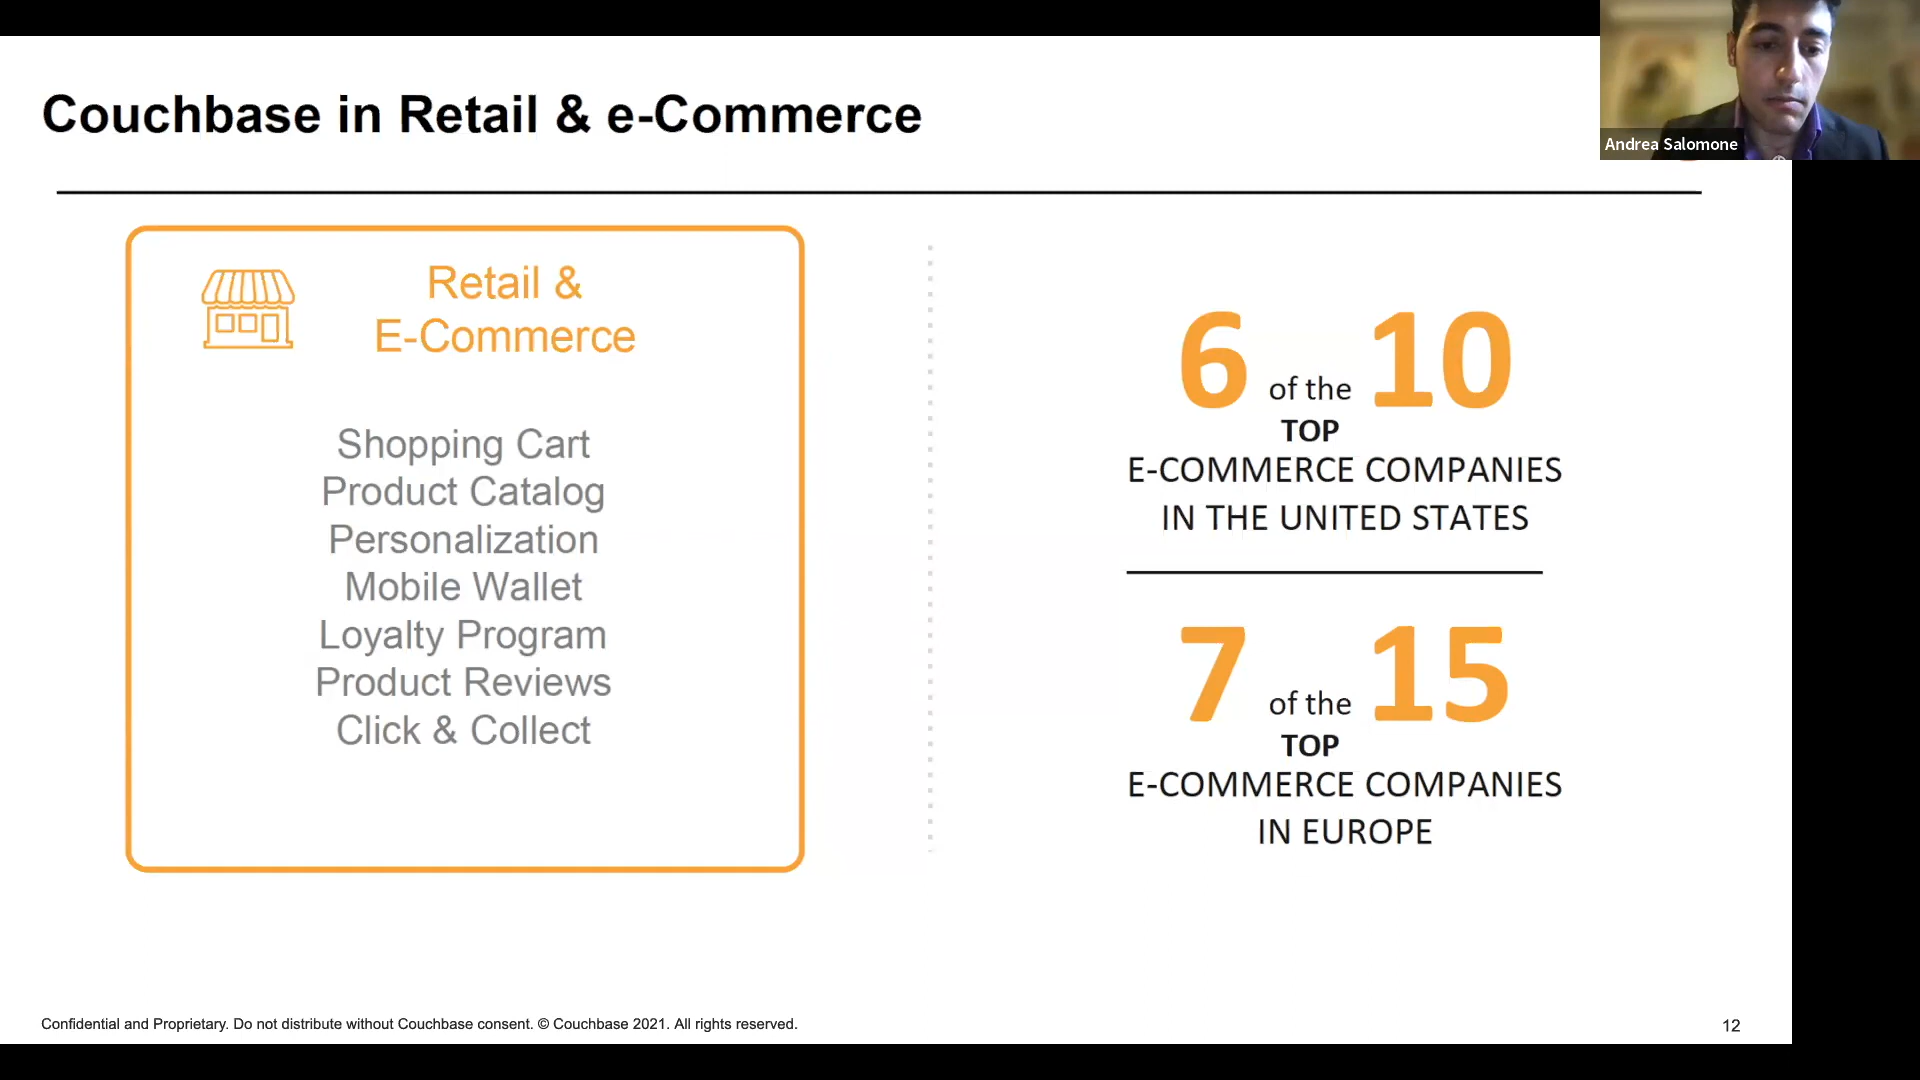 Couchbase in Retail & e-Commerce
Andrea Salomone
Retail &
E-Commerce
Shopping Cart
Product Catalog
Personalization
Mobile Wallet
Loyalty Program
Product Reviews
Click & Collect
6 of the 10
TOP
E-COMMERCE COMPANIES
IN THE UNITED STATES
7 of the 15
TOP
E-COMMERCE COMPANIES
IN EUROPE
Confidential and Proprietary. Do not distribute without Couchbase consent. © Couchbase 2021. All rights reserved.
12